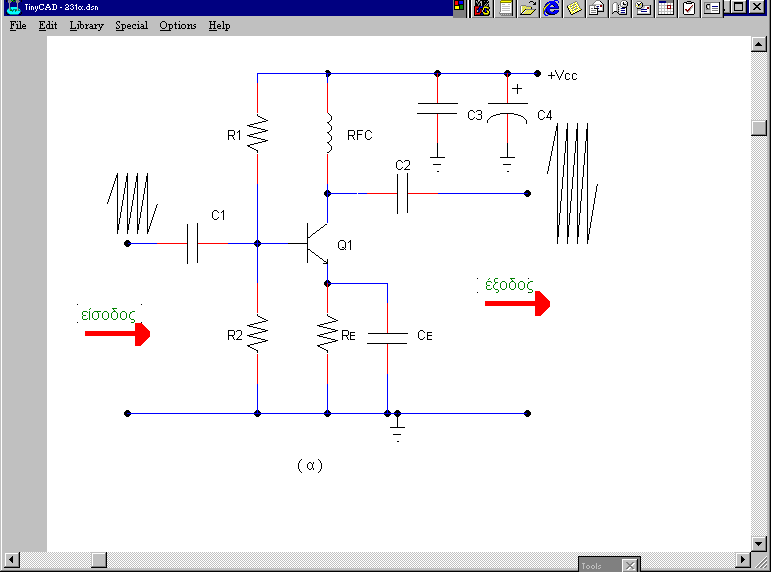 TinyCAD - 231α.dsn
File Edit Library Special Options Help
+Vcc
+
R1
RFC
C3
C4
C2
C1
Q1
έξοδος
είσοδος
R2
RE
CE
(α)
Tools